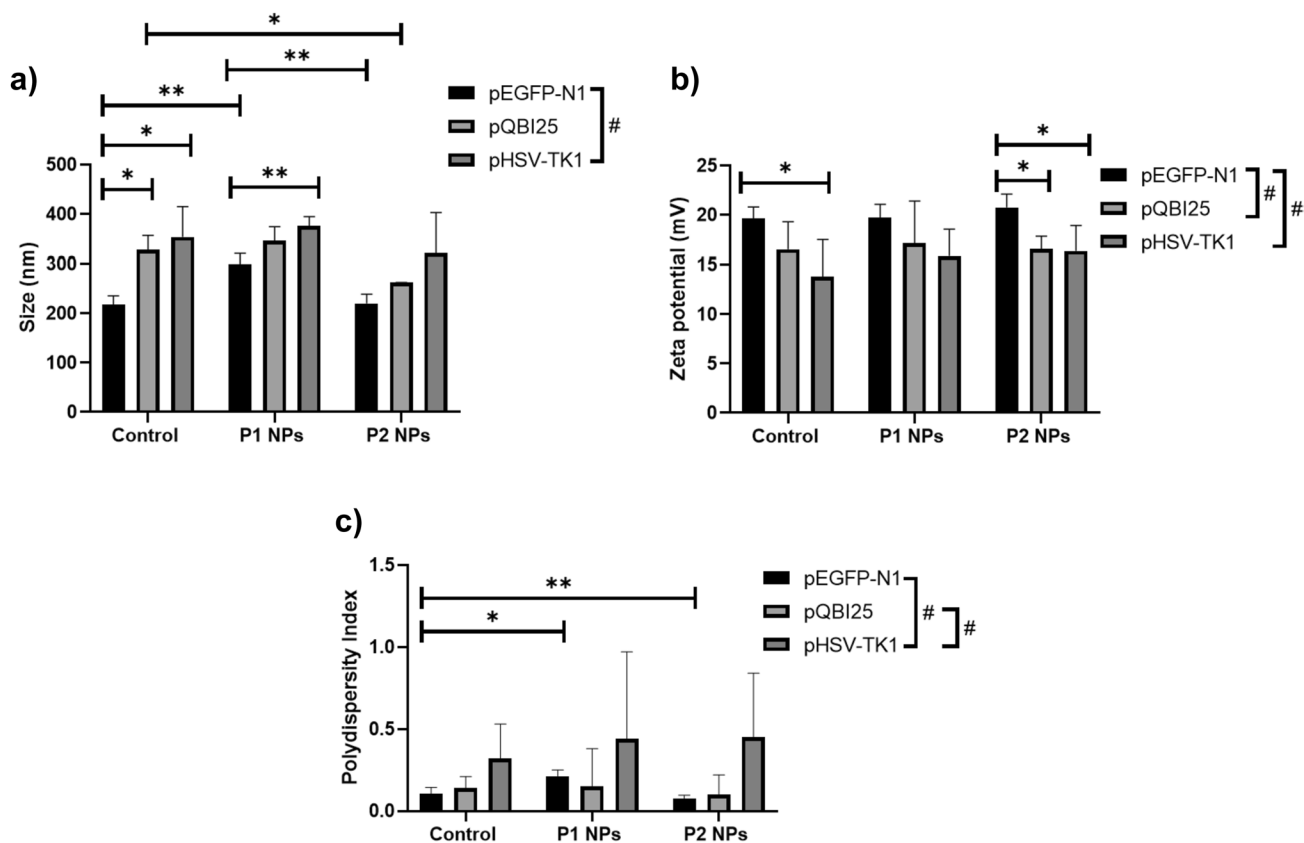 a)
*
**
**
*
*
**
pEGFP-N1
pQBI25
pHSV-TK1
#
Size (nm)
500
400
300
200
100
0
Control
P1 NPs
P2 NPs
b)
*
*
*
pEGFP-N1
pQBI25
pHSV-TK1
#
#
Zeta potential (mV)
25
20
15
10
5
0
Control
P1 NPs
P2 NPs
c)
**
*
pEGFP-N1
pQBI25
pHSV-TK1
#
#
Polydispersity Index
1.5
1.0
0.5
0.0
Control
P1 NPs
P2 NPs